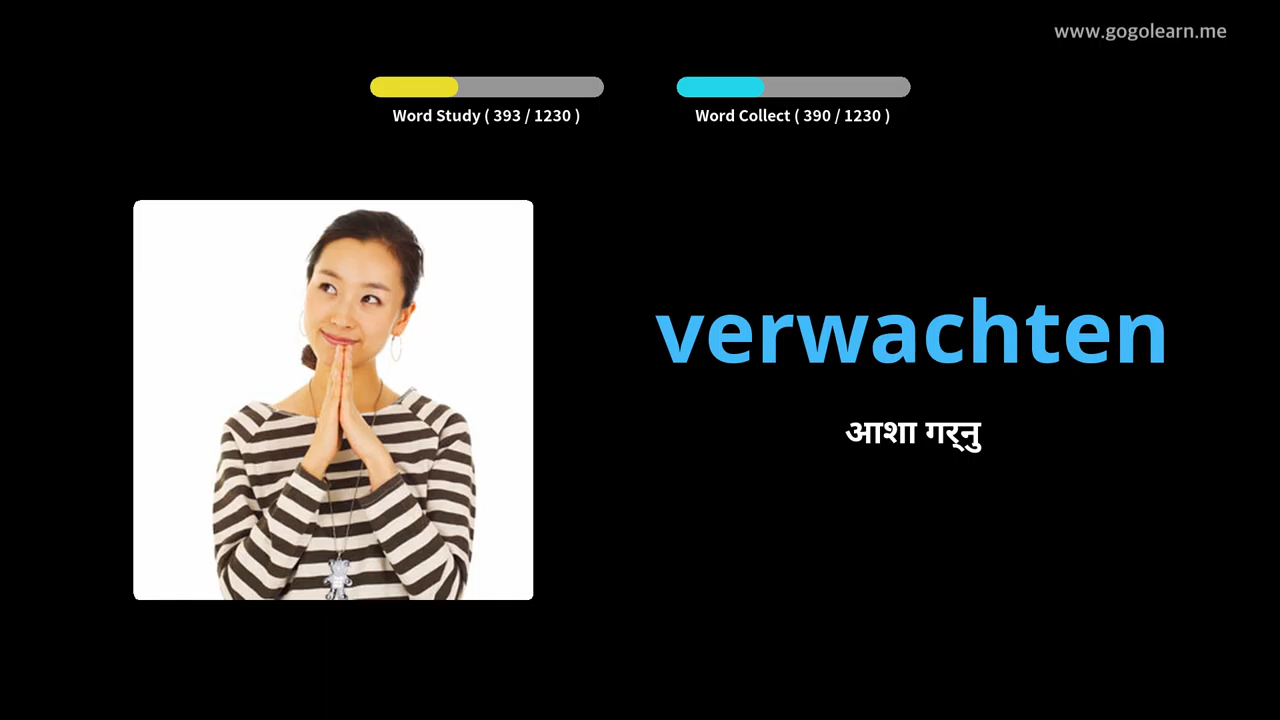 www.gogolearn.me
Word Study ( 393 / 1230 )
Word Collect ( 390 / 1230 )
verwachten
आशा गर्नु